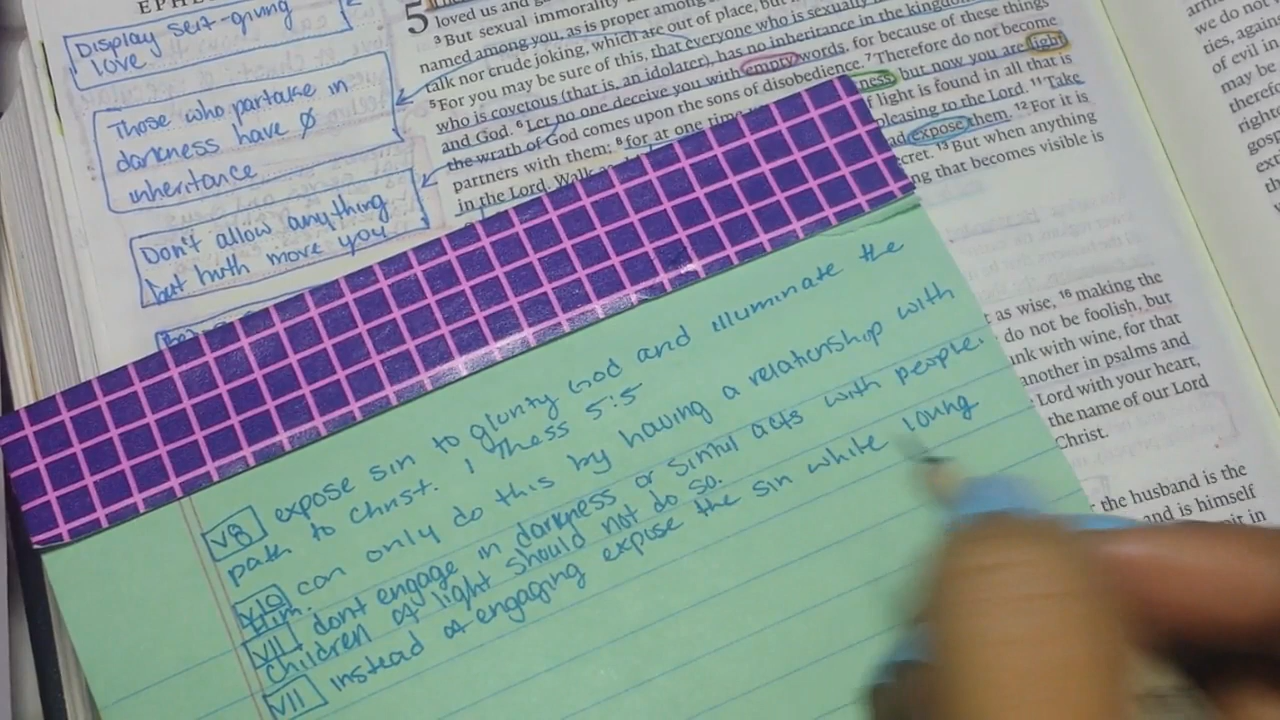 EPHE
Display self-giving
love
Those who partake in
darkness have Ø
inheritance
Don't allow anything
but truth move you
5
loved us and
3 But sexual immorality
named among you, as is proper among
talk nor crude joking, which are out of place, but
5 For you may be sure of this, that everyone who is sexually
who is covetous (that is, an idolater), has no inheritance in the kingdom
and God. 6 Let no one deceive you with empty words, for because of these things
the wrath of God comes upon the sons of disobedience. 7 Therefore do not become
partners with them; 8 for at one time ness but now you are light
in the Lord. Walk f light is found in all that is
pleasing to the Lord. 11 Take
d expose them. 12 For it is
ecret. 13 But when anything
ng that becomes visible is
t as wise, 16 making the
do not be foolish, but
nk with wine, for that
another in psalms and
Lord with your heart,
the name of our Lord
Christ.
the husband is the
and is himself
it in
v8 expose sin to glorify God and illuminate the
path to Christ. 1 Thess 5:5
v10 can only do this by having a relationship with
Him.
v11 dont engage in darkness or sinful acts with people.
Children of light should not do so.
v11 instead of engaging expose the sin while loving
we do not
ties, again
of evil in
may be
therefo
right
gosp
ext
th